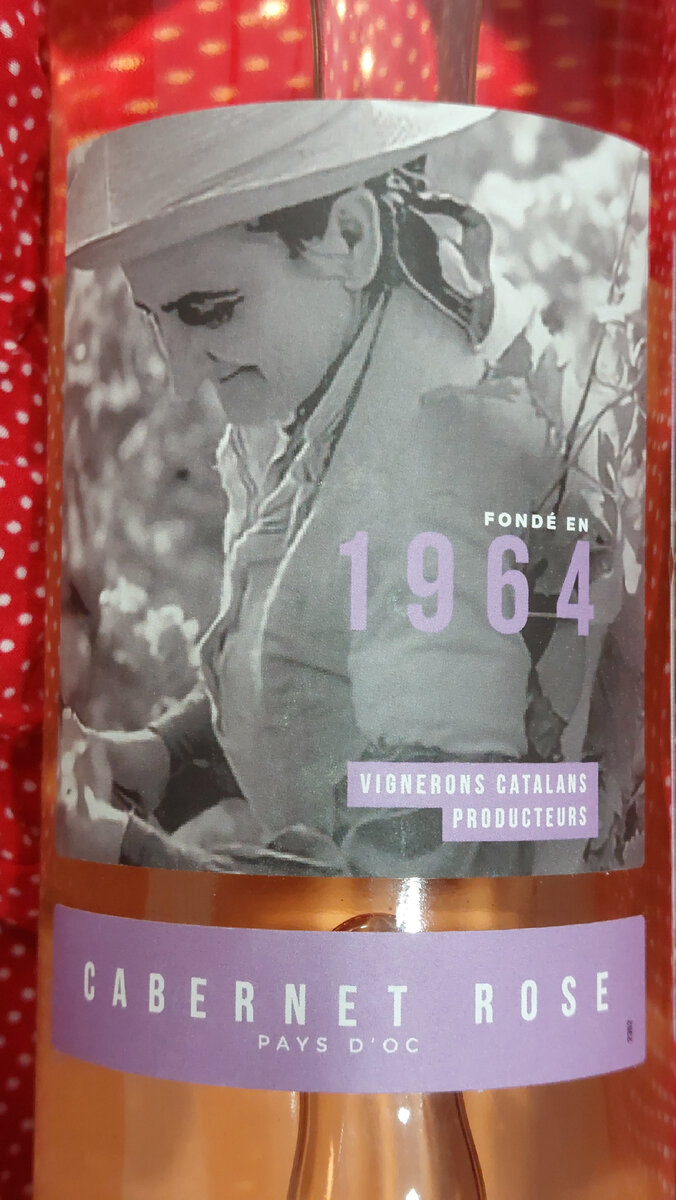 FONDÉ EN
1964
VIGNERONS CATALANS
PRODUCTEURS
CABERNET ROSE
PAYS D'OC